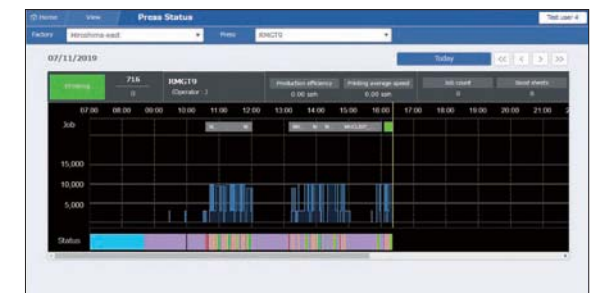 Home View Press Status Test user 4
Factory Hiroshima-east Press RMGT9
07/11/2019 Today
Printing 716 RMGT9 Production efficiency Printing average speed Job count Good sheets
0 (Operator : ) 0.00 sph 0.00 sph 0 0
07:00 08:00 09:00 10:00 11:00 12:00 13:00 14:00 15:00 16:00 17:00 18:00 19:00 20:00 21:00
Job
15,000
10,000
5,000
Status